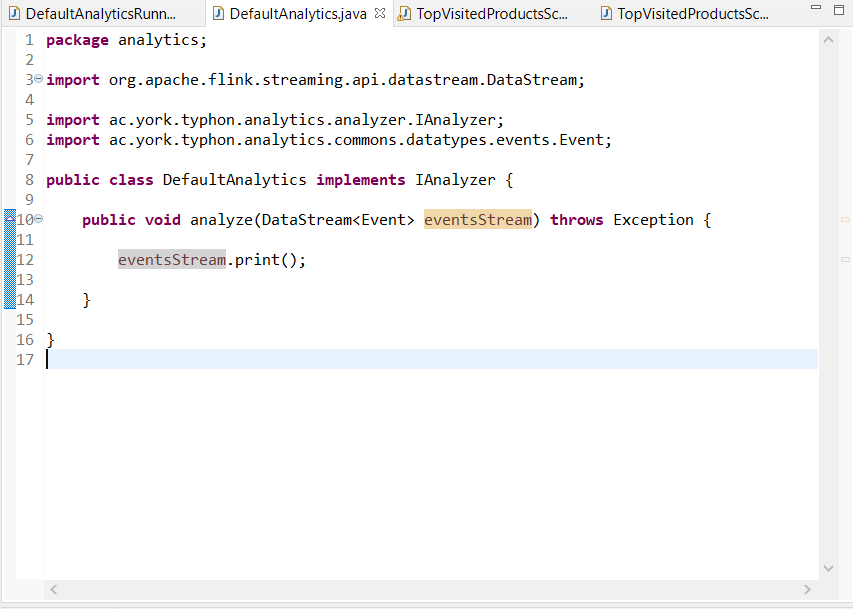 DefaultAnalyticsRunn... DefaultAnalytics.java TopVisitedProductsSc... TopVisitedProductsSc...
1 package analytics;
2
3 import org.apache.flink.streaming.api.datastream.DataStream;
4
5 import ac.york.typhon.analytics.analyzer.IAnalyzer;
6 import ac.york.typhon.analytics.commons.datatypes.events.Event;
7
8 public class DefaultAnalytics implements IAnalyzer {
9
10 public void analyze(DataStream<Event> eventsStream) throws Exception {
11
12 eventsStream.print();
13
14 }
15
16 }
17